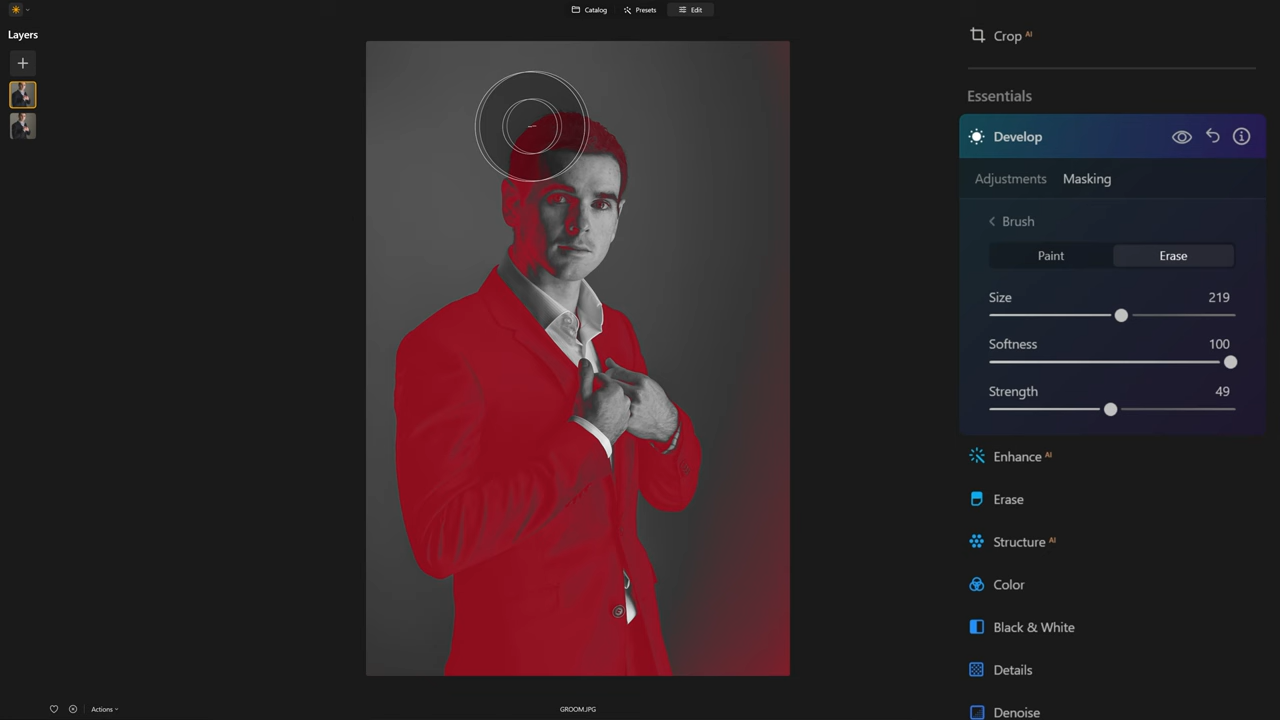 Catalog
Presets
Edit
Layers
Crop AI
Essentials
Develop
Adjustments
Masking
Brush
Paint
Erase
Size 219
Softness 100
Strength 49
Enhance AI
Erase
Structure AI
Color
Black & White
Details
Denoise
Actions
GROOM.JPG